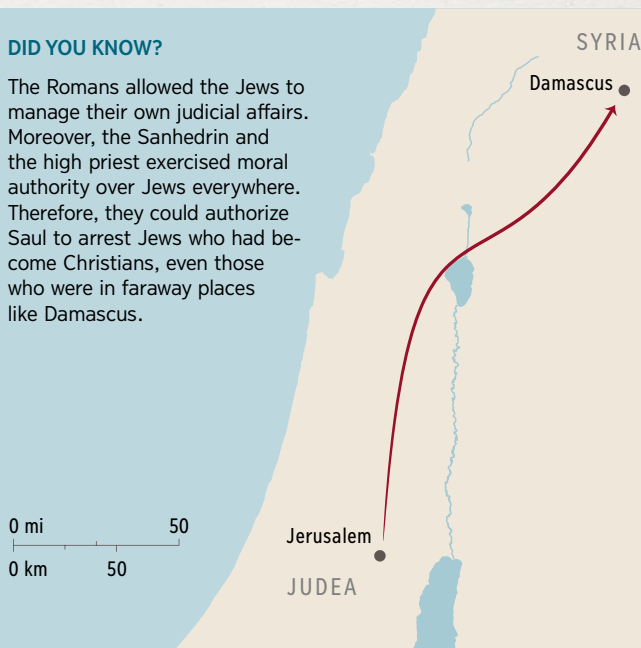 DID YOU KNOW?
The Romans allowed the Jews to
manage their own judicial affairs.
Moreover, the Sanhedrin and
the high priest exercised moral
authority over Jews everywhere.
Therefore, they could authorize
Saul to arrest Jews who had be-
come Christians, even those
who were in faraway places
like Damascus.
SYRIA
Damascus
Jerusalem
JUDEA
0 mi 50
0 km 50